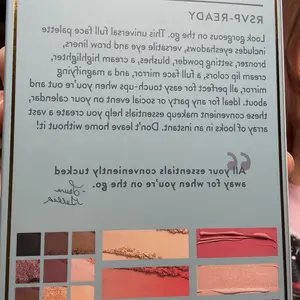 RSVP-READY
Look gorgeous on the go. This universal full face palette
includes eyeshadows, versatile eye and brow liners,
bronzer, setting powder, blushes, a cream highlighter,
lip cream colors, a full face mirror, and a magnifying
mirror, all perfect for easy touch-ups when you're out and
about. Ideal for any party or social event on your calendar,
these convenient makeup essentials help you create a vast
array of looks in an instant. Don't leave home without it!
“
All your essentials conveniently tucked
away for when you're on the go.
Laura
Geller